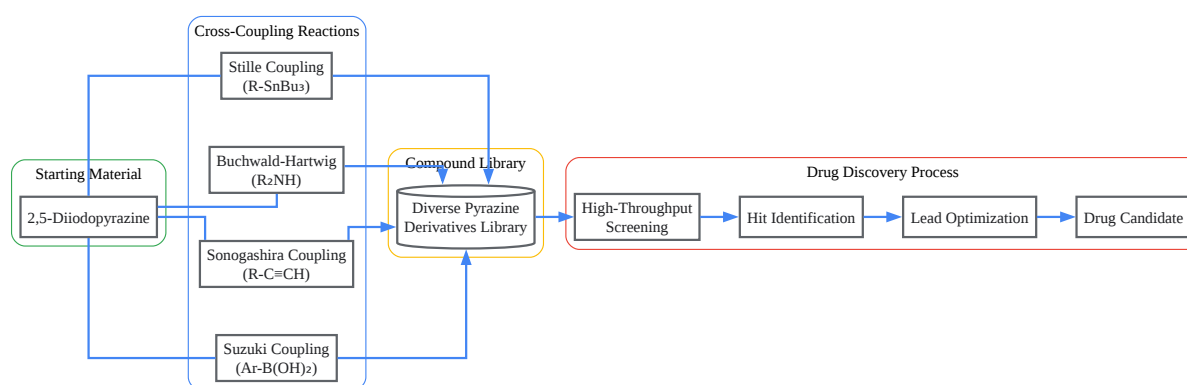 Cross-Coupling Reactions
Stille Coupling
(R-SnBu₃)
Buchwald-Hartwig
(R₂NH)
Sonogashira Coupling
(R-C≡CH)
Suzuki Coupling
(Ar-B(OH)₂)
Starting Material
2,5-Diiodopyrazine
Compound Library
Diverse Pyrazine
Derivatives Library
Drug Discovery Process
High-Throughput
Screening
Hit Identification
Lead Optimization
Drug Candidate